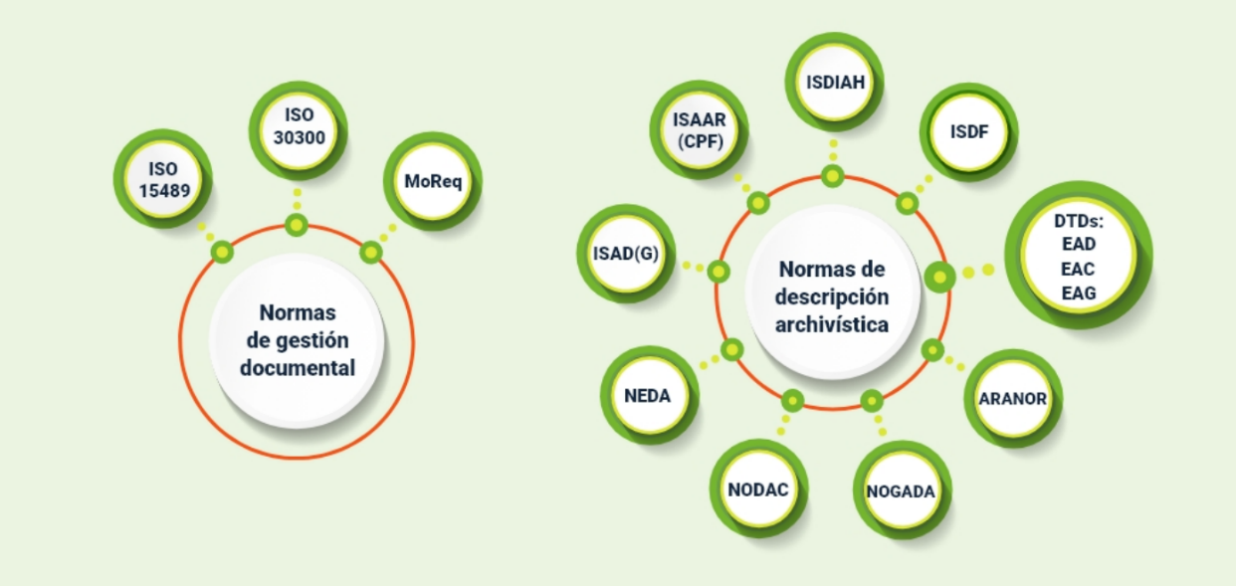 ISO
15489
ISO
30300
MoReq
Normas
de gestión
documental
ISAD(G)
ISAAR
(CPF)
ISDIAH
ISDF
DTDs:
EAD
EAC
EAG
ARANOR
NOGADA
NODAC
NEDA
Normas de
descripción
archivística